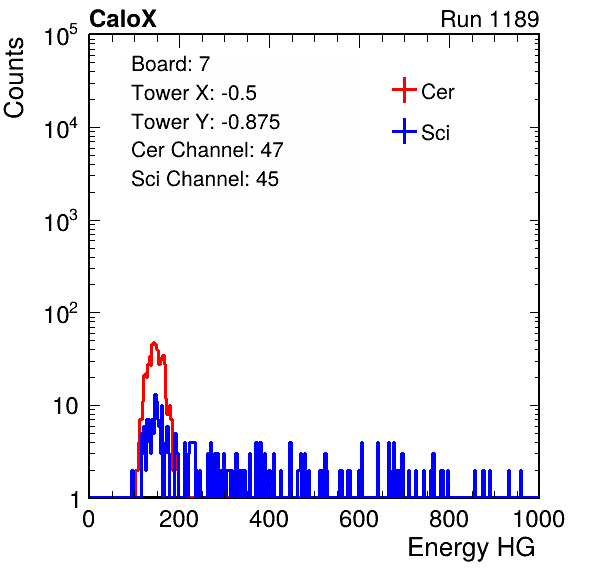 CaloX Run 1189
Counts
Board: 7
Tower X: -0.5
Tower Y: -0.875
Cer Channel: 47
Sci Channel: 45
Cer
Sci
10^5
10^4
10^3
10^2
10
1
0 200 400 600 800 1000
Energy HG